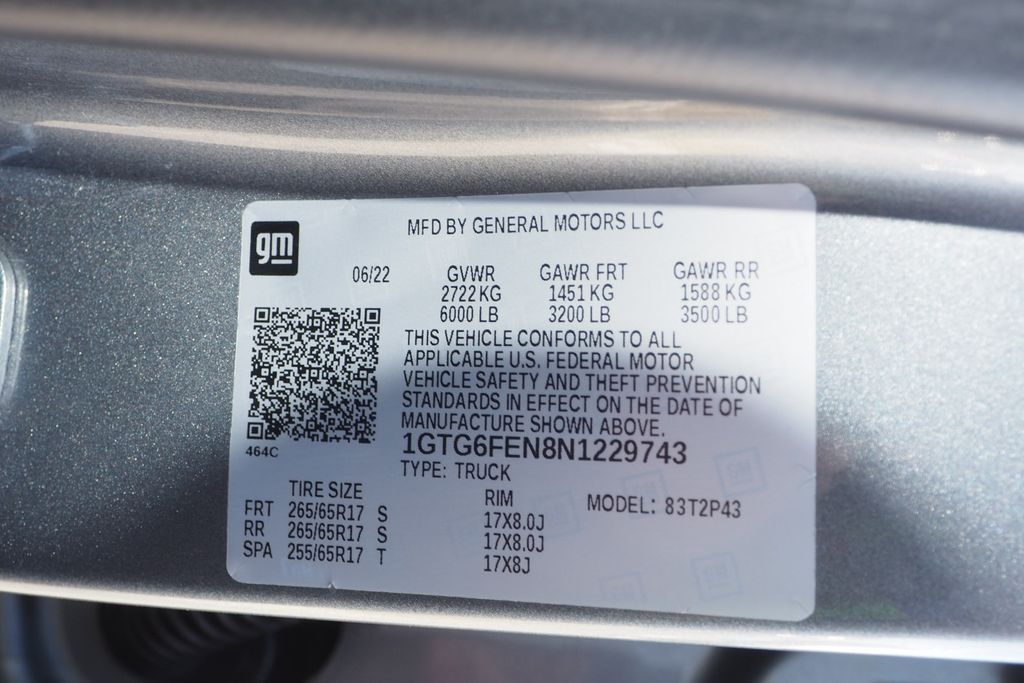 gm
MFD BY GENERAL MOTORS LLC
06/22 GVWR GAWR FRT GAWR RR
2722 KG 1451 KG 1588 KG
6000 LB 3200 LB 3500 LB
THIS VEHICLE CONFORMS TO ALL
APPLICABLE U.S. FEDERAL MOTOR
VEHICLE SAFETY AND THEFT PREVENTION
STANDARDS IN EFFECT ON THE DATE OF
MANUFACTURE SHOWN ABOVE.
464C
1GTG6FEN8N1229743
TYPE: TRUCK
TIRE SIZE RIM MODEL: 83T2P43
FRT 265/65R17 S 17X8.0J
RR 265/65R17 S 17X8.0J
SPA 255/65R17 T 17X8J